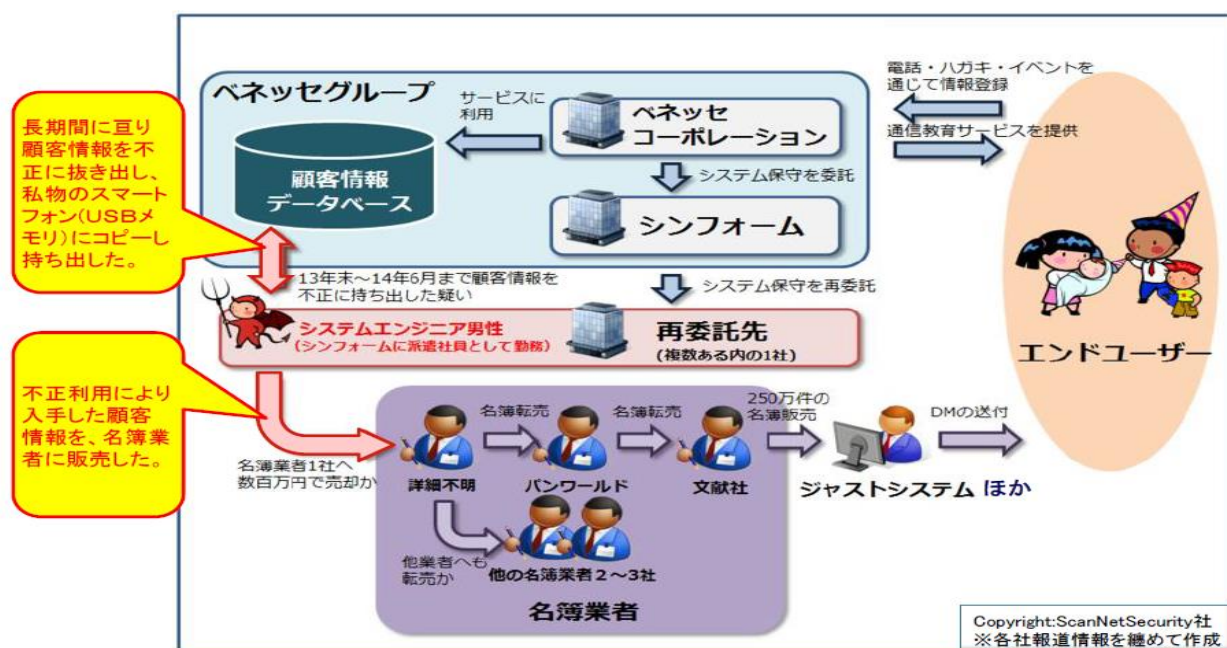 長期間に亘り
顧客情報を不
正に抜き出し、
私物のスマート
フォン(USBメ
モリ)にコピーし
持ち出した。
不正利用により
入手した顧客
情報を、名簿業
者に販売した。
ベネッセグループ
サービスに
利用
ベネッセ
コーポレーション
顧客情報
データベース
システム保守を委託
シンフォーム
電話・ハガキ・イベントを
通じて情報登録
通信教育サービスを提供
13年末~14年6月まで顧客情報を
不正に持ち出した疑い
システム保守を再委託
システムエンジニア男性
(シンフォームに派遣社員として勤務)
再委託先
(複数ある内の1社)
エンドユーザー
名簿業者1社へ
数百万円で売却か
名簿転売
名簿転売
250万件の
名簿販売
DMの送付
詳細不明
パンワールド
文献社
ジャストシステム ほか
他業者へも
転売か
他の名簿業者2~3社
名簿業者
Copyright:ScanNetSecurity社
※各社報道情報を纏めて作成